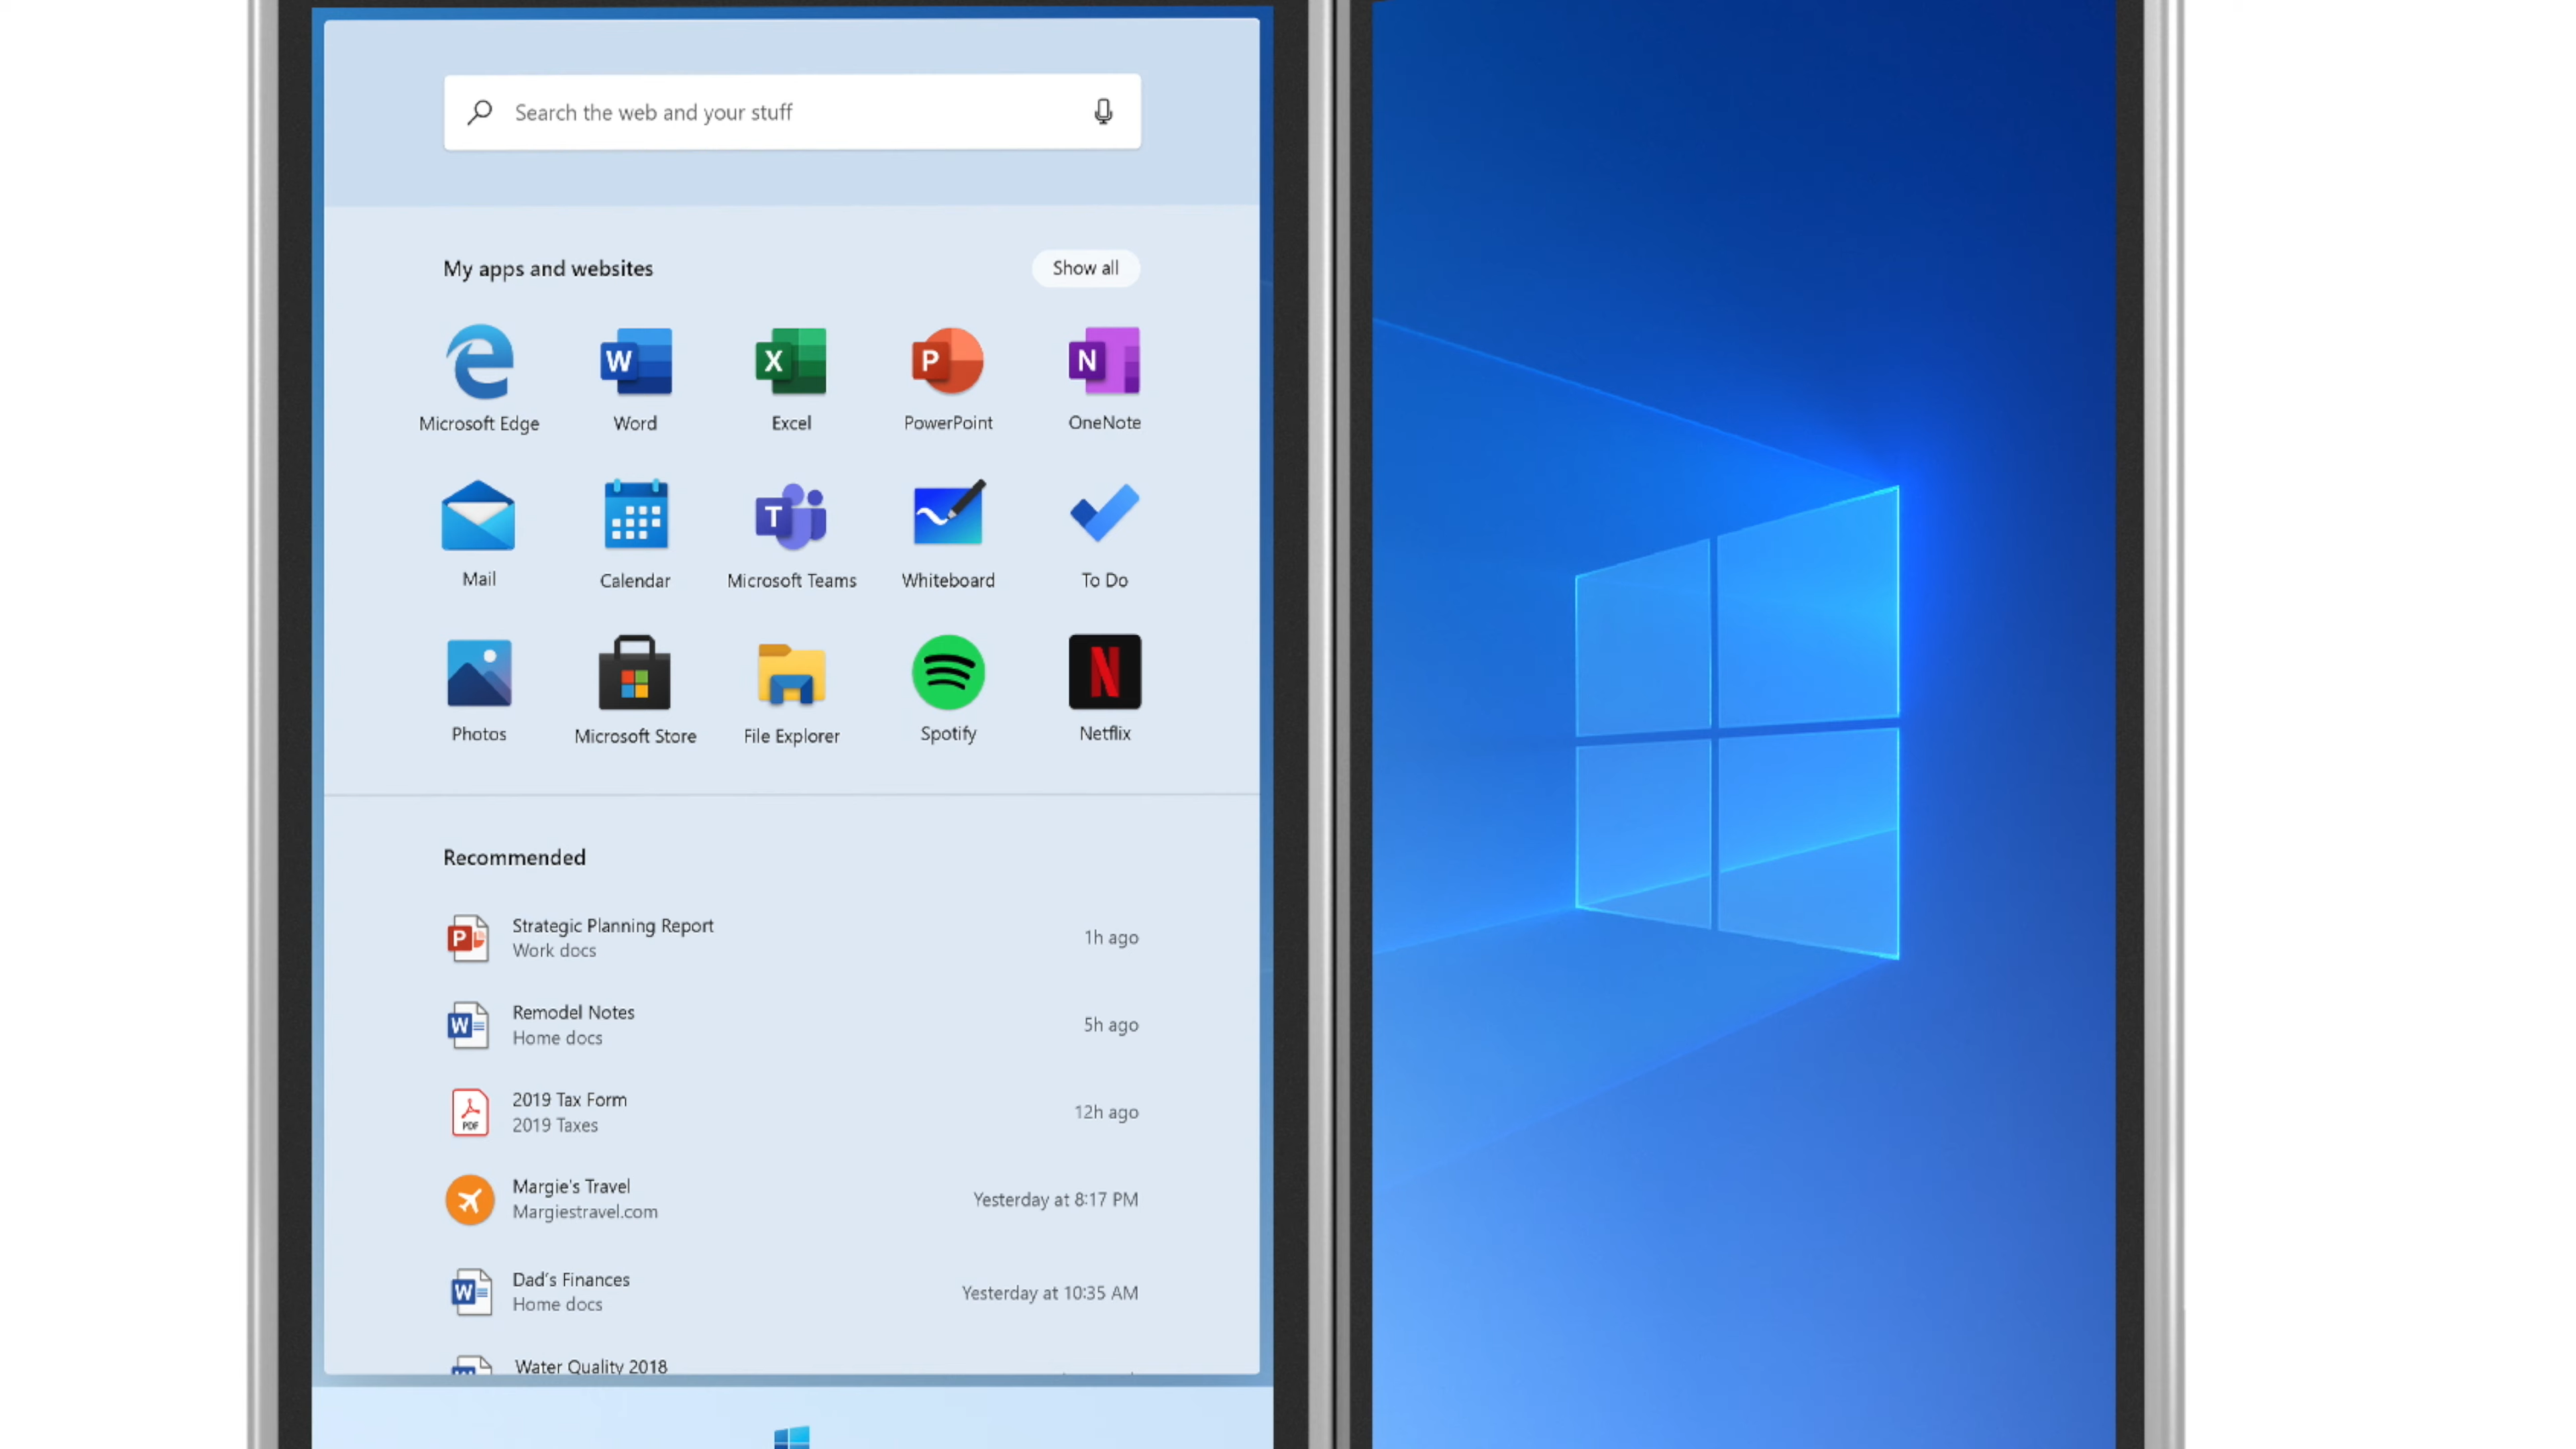 Search the web and your stuff
My apps and websites
Show all
Microsoft Edge
Word
Excel
PowerPoint
OneNote
Mail
Calendar
Microsoft Teams
Whiteboard
To Do
Photos
Microsoft Store
File Explorer
Spotify
Netflix
Recommended
Strategic Planning Report
Work docs
1h ago
Remodel Notes
Home docs
5h ago
2019 Tax Form
2019 Taxes
12h ago
Margie's Travel
Margiestravel.com
Yesterday at 8:17 PM
Dad's Finances
Home docs
Yesterday at 10:35 AM
Water Quality 2018